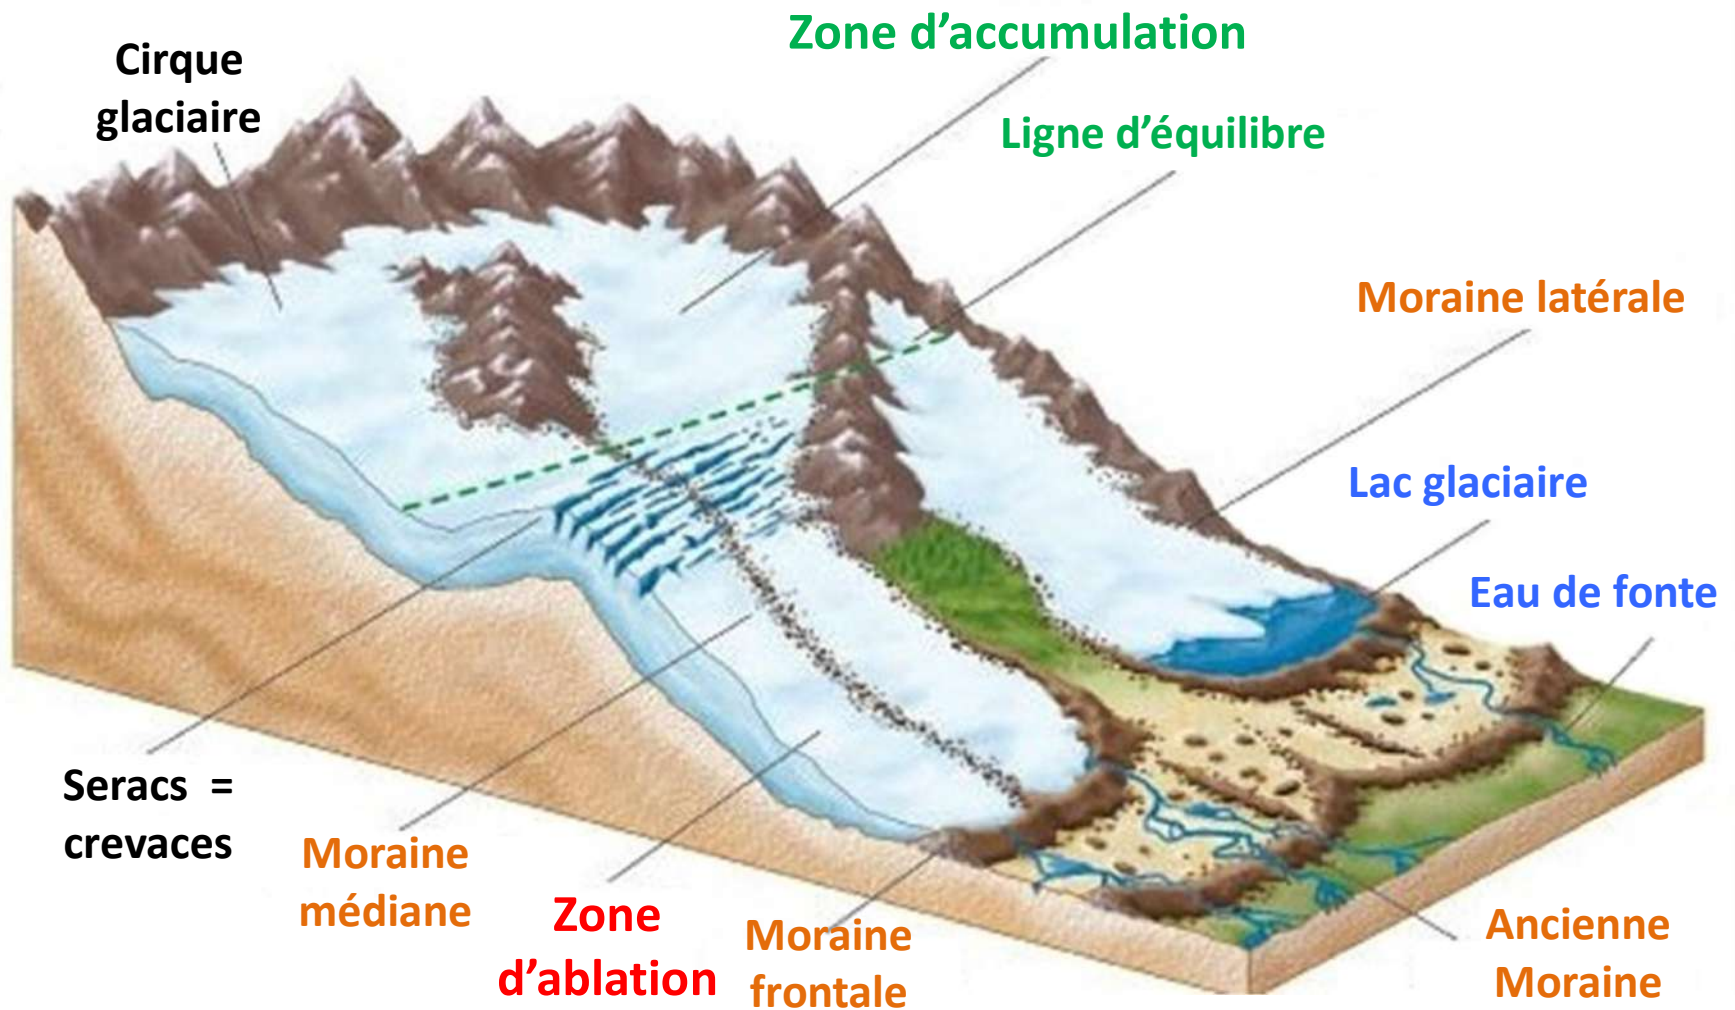 Zone d’accumulation
Cirque
glaciaire
Ligne d’équilibre
Moraine latérale
Lac glaciaire
Eau de fonte
Seracs =
crevaces
Moraine
médiane
Zone
d’ablation
Moraine
frontale
Ancienne
Moraine